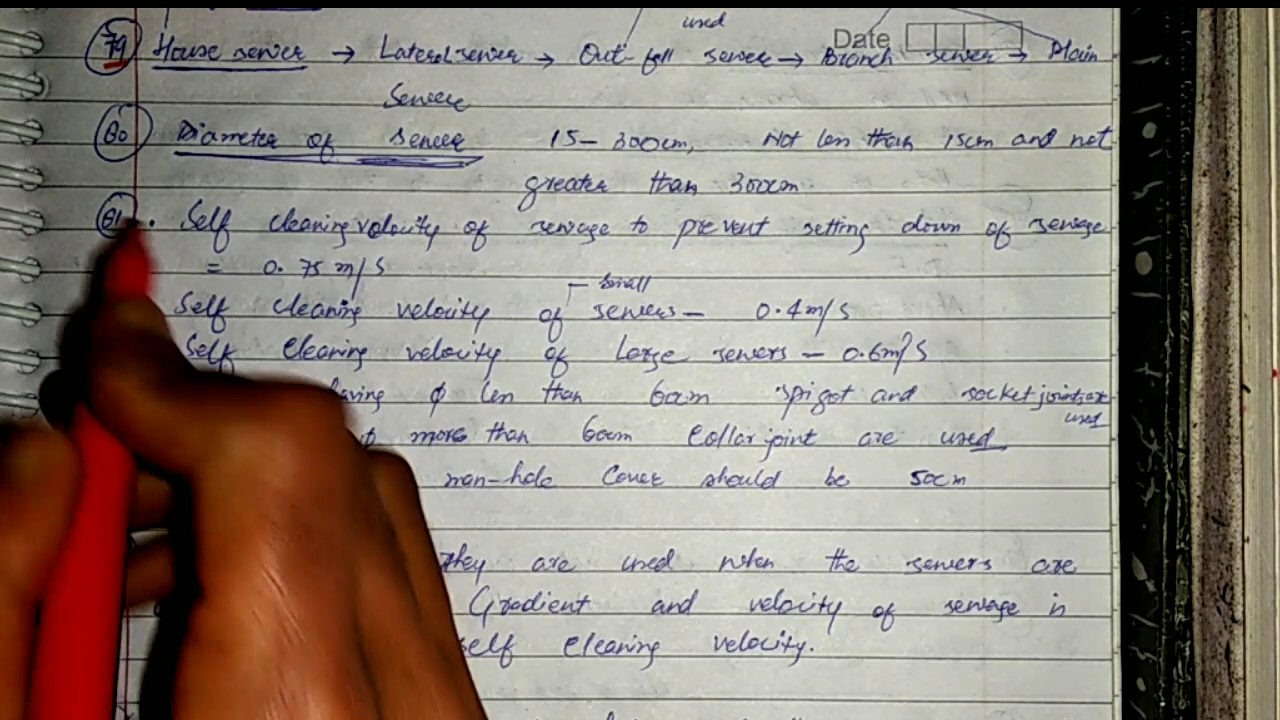 used
Date
79 House sewer → Lateral sewer → Out-fall sewer → Branch sewer → Main
Sewer
80 Diameter of sewer 15-300cm, Not less than 15cm and not
greater than 300cm.
81. Self cleaning velocity of sewage to prevent setting down of sewage
= 0.75 m/s
small
Self cleaning velocity of sewers - 0.4m/s
Self cleaning velocity of Large sewers - 0.6m/s
having φ less than 60cm spigot and socket joints are
used
φ more than 60cm Collar joint are used
man-hole cover should be 50cm
they are used when the sewers are
Gradient and velocity of sewage is
self cleaning velocity.